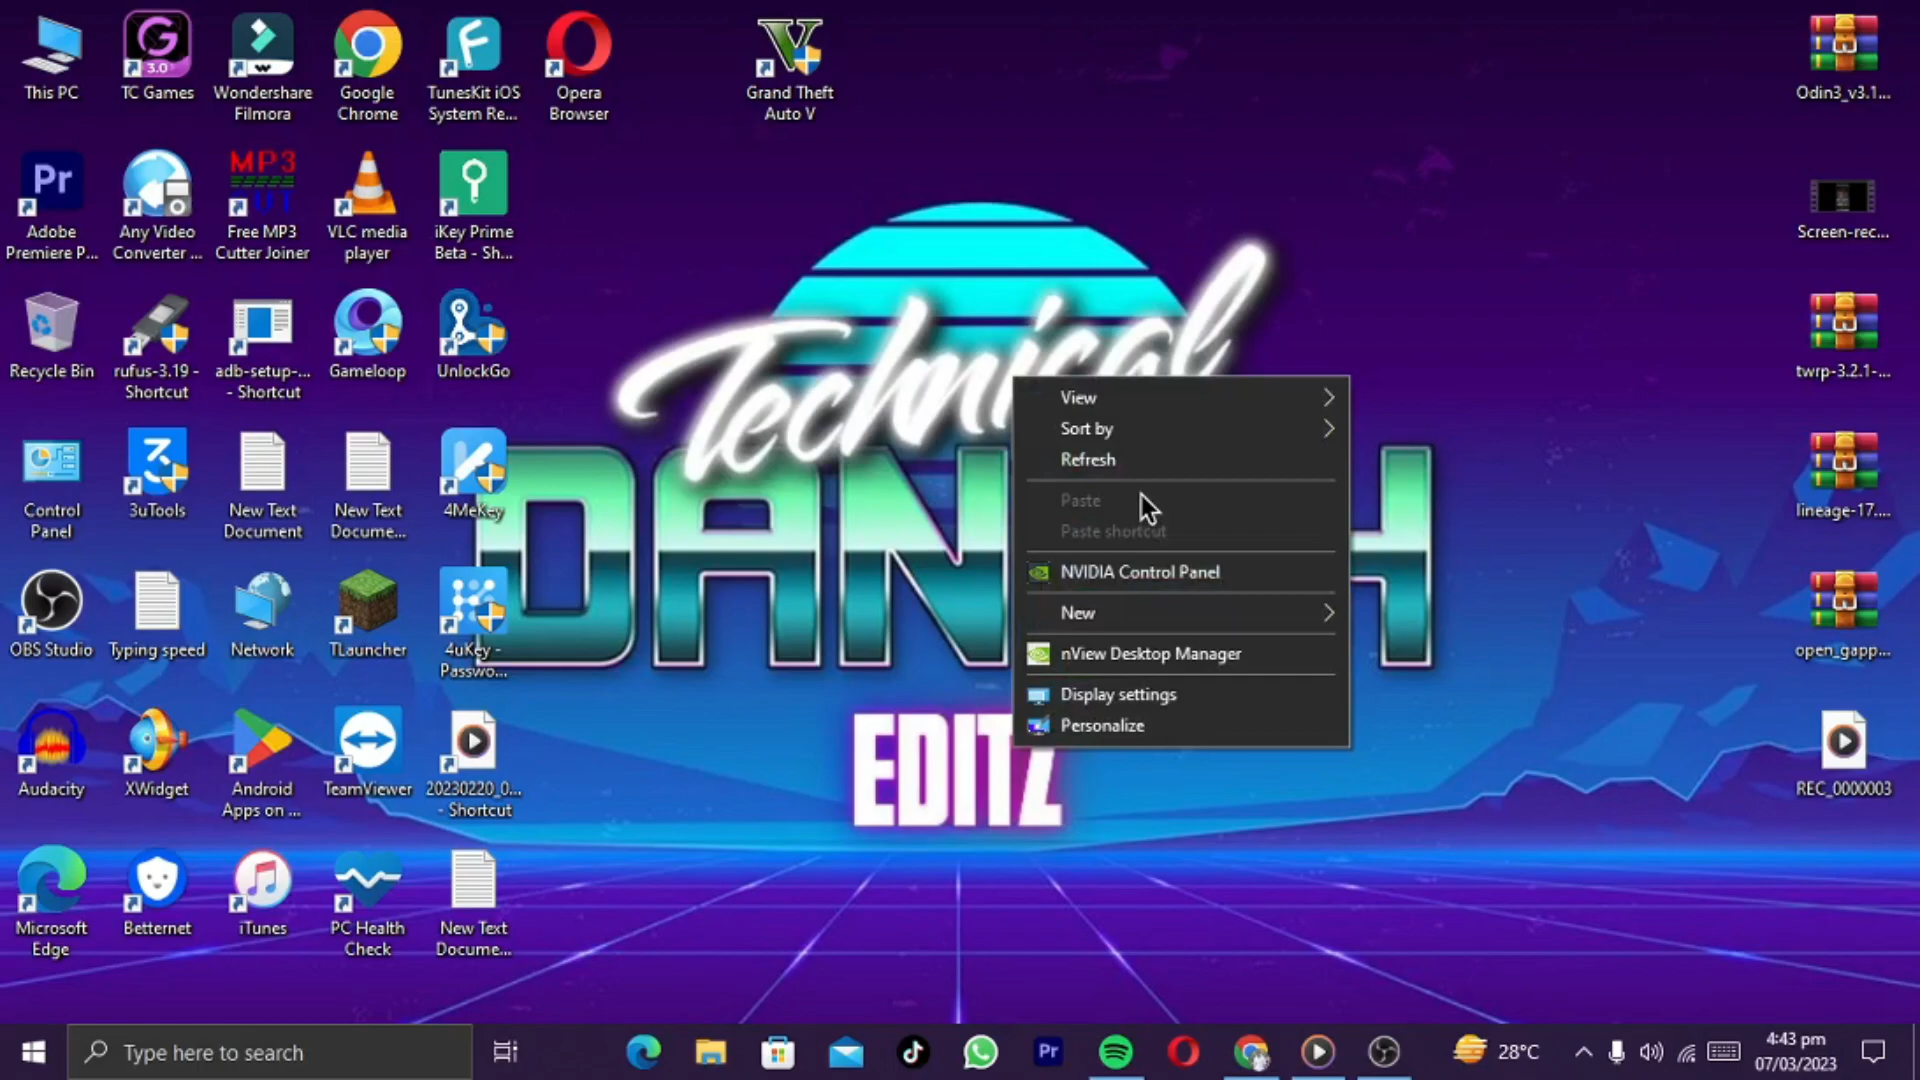 This PC
TC Games
Wondershare
Filmora
Google
Chrome
TunesKit iOS
System Re...
Opera
Browser
Grand Theft
Auto V
Odin3_v3.1...
3.0
Pr
Adobe
Premiere P...
Any Video
Converter ...
MP3
Free MP3
Cutter Joiner
VLC media
player
iKey Prime
Beta - Sh...
Screen-rec...
Recycle Bin
rufus-3.19 -
Shortcut
adb-setup-...
- Shortcut
Gameloop
UnlockGo
twrp-3.2.1-...
Control
Panel
3uTools
New Text
Document
New Text
Docume...
4MeKey
lineage-17....
OBS Studio
Typing speed
Network
TLauncher
4uKey -
Passwo...
open_gapp...
Audacity
XWidget
Android
Apps on ...
TeamViewer
20230220_0...
- Shortcut
REC_0000003
Microsoft
Edge
Betternet
iTunes
PC Health
Check
New Text
Docume...
Technical
EDITZ
View
Sort by
Refresh
Paste
Paste shortcut
NVIDIA Control Panel
New
nView Desktop Manager
Display settings
Personalize
Type here to search
Pr
28°C
4:43 pm
07/03/2023